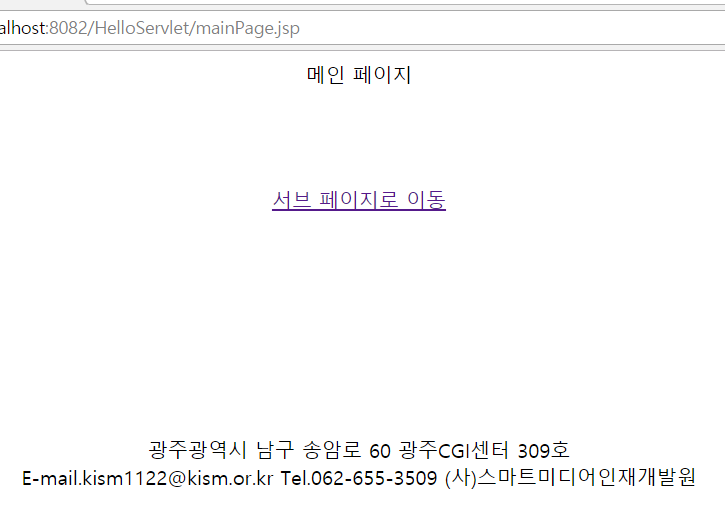 alhost:8082/HelloServlet/mainPage.jsp
메인 페이지
서브 페이지로 이동
광주광역시 남구 송암로 60 광주CGI센터 309호
E-mail.kism1122@kism.or.kr Tel.062-655-3509 (사)스마트미디어인재개발원